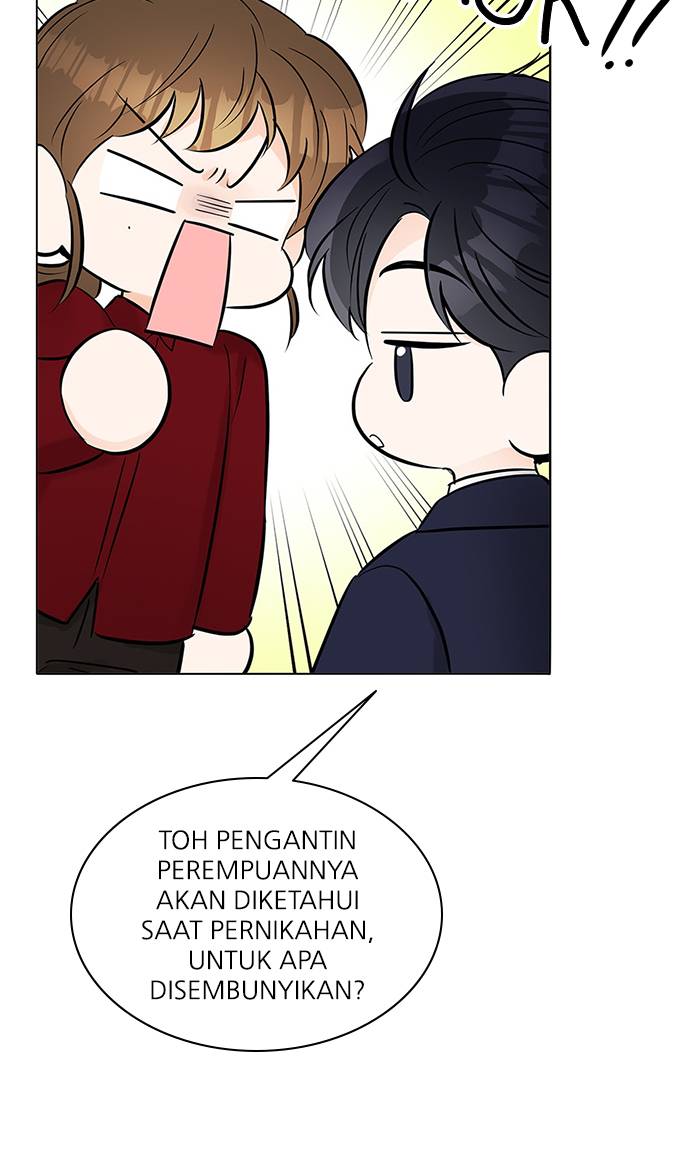 TOH PENGANTIN
PEREMPUANNYA
AKAN DIKETAHUI
SAAT PERNIKAHAN,
UNTUK APA
DISEMBUNYIKAN?